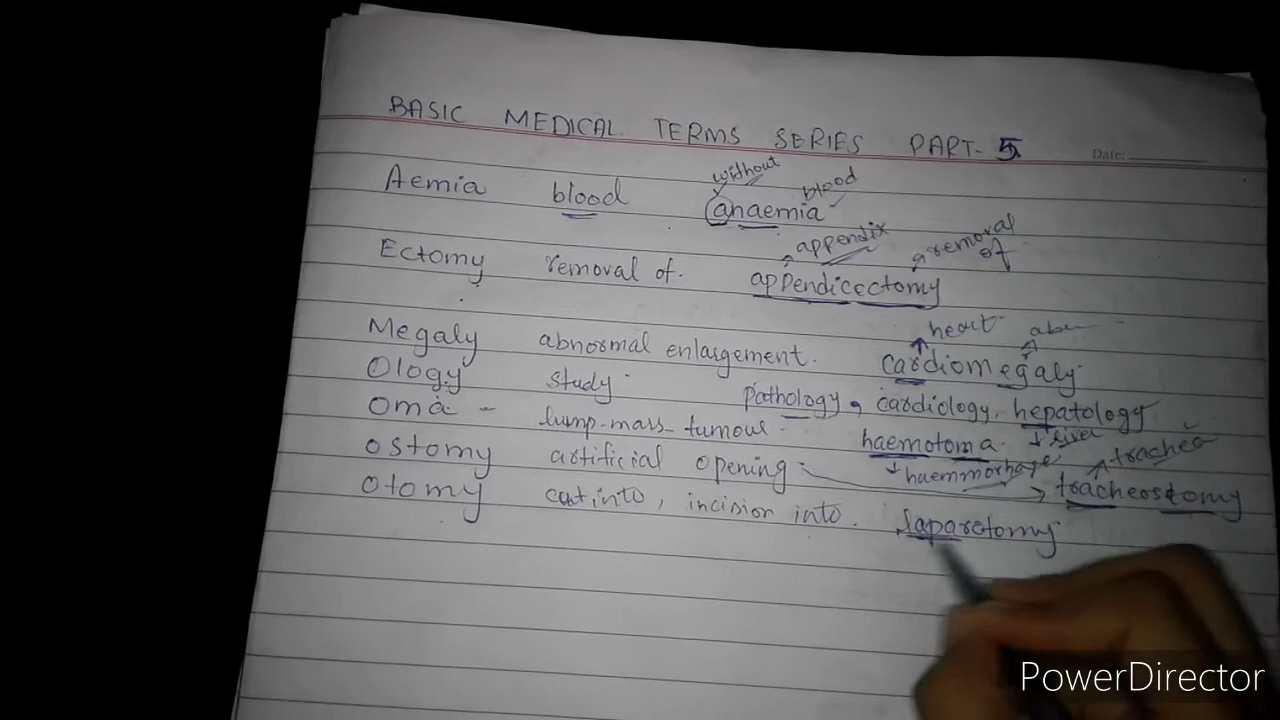 BASIC MEDICAL TERMS SERIES PART-5
Date:
without blood
Aemia blood anaemia
appendix removal of
Ectomy removal of. appendicectomy
heart abn
Megaly abnormal enlargement. cardiomegaly
Ology study pathology, cardiology, hepatology
liver
oma - lump-mass-tumour haemotoma.
haemmorhage trachea
ostomy artificial opening tracheostomy
otomy cut into, incision into. laparotomy
PowerDirector